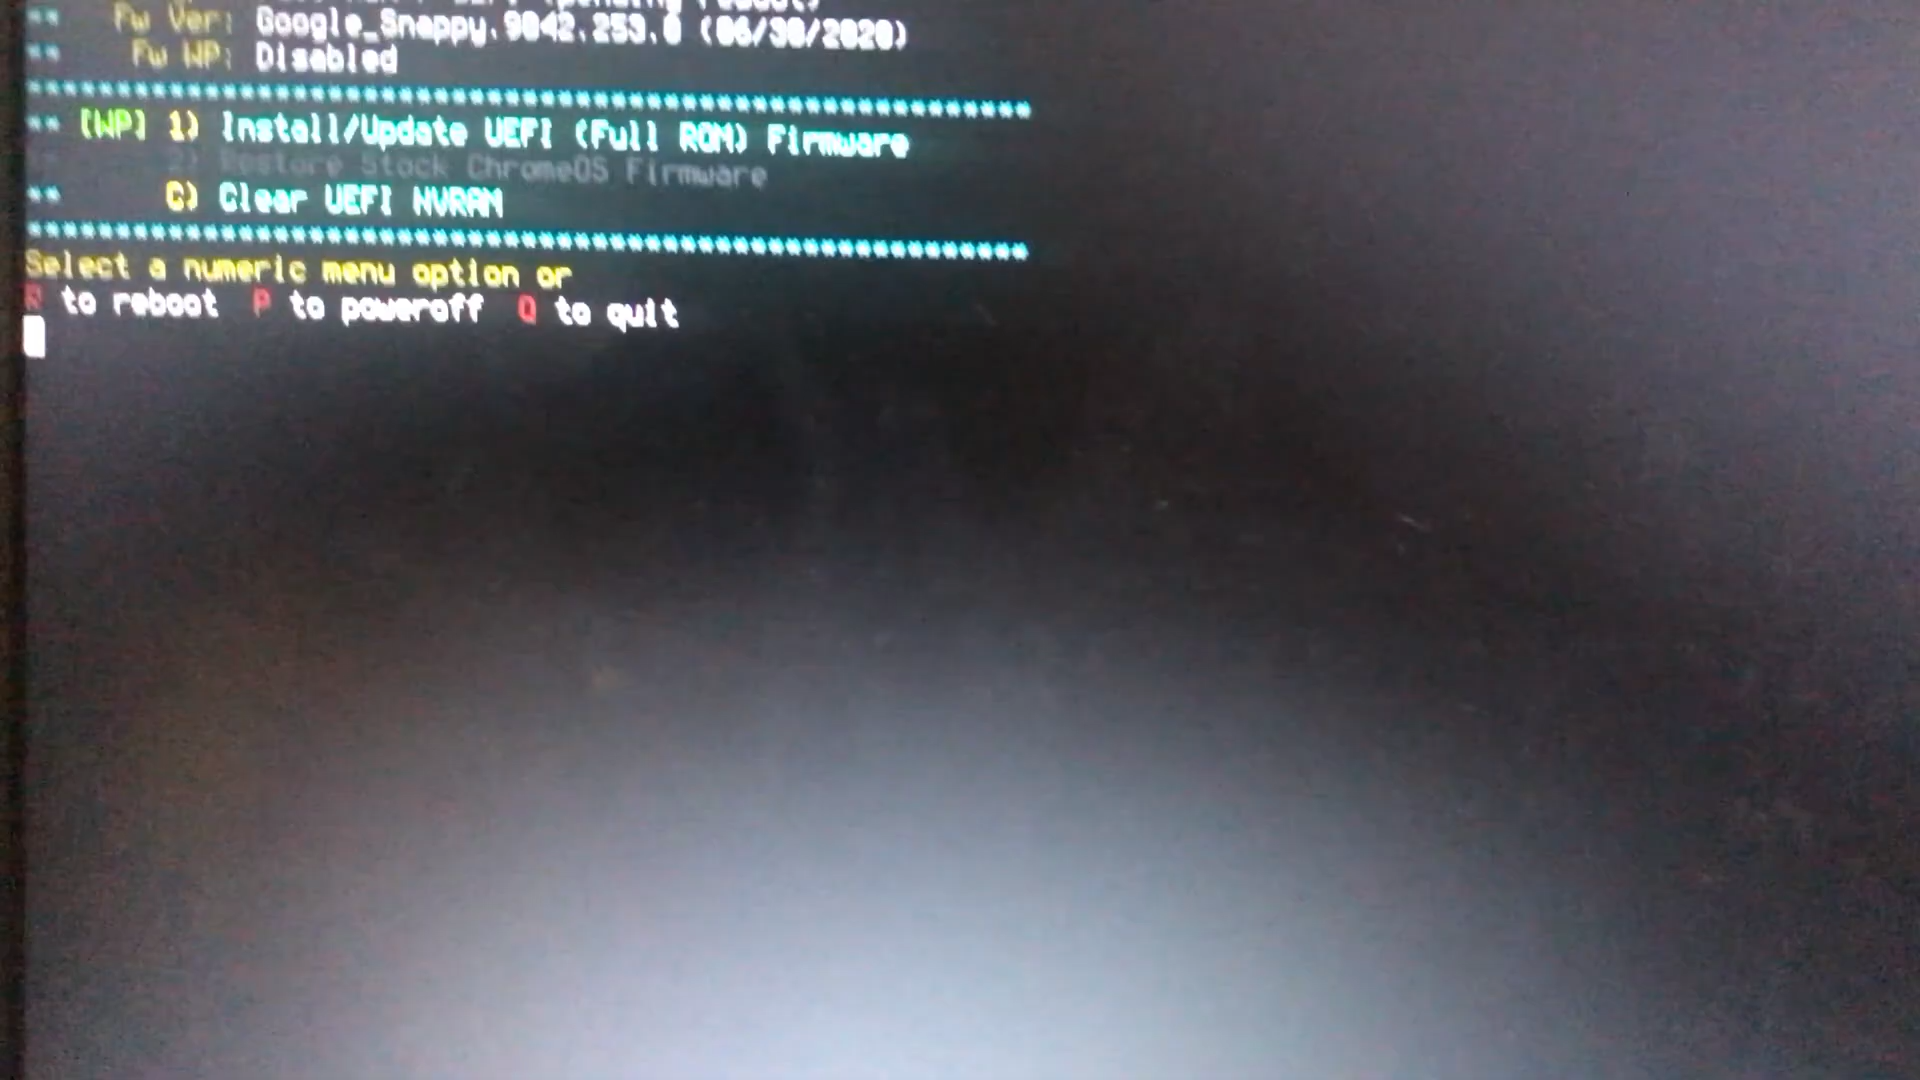 (pending reboot)
** Fw Ver: Google_Snappy.9042.253.0 (06/30/2020)
** Fw WP: Disabled
*********************************************************
** [WP] 1) Install/Update UEFI (Full ROM) Firmware
** 2) Restore Stock ChromeOS Firmware
** C) Clear UEFI NVRAM
*********************************************************
Select a numeric menu option or
R to reboot P to poweroff Q to quit